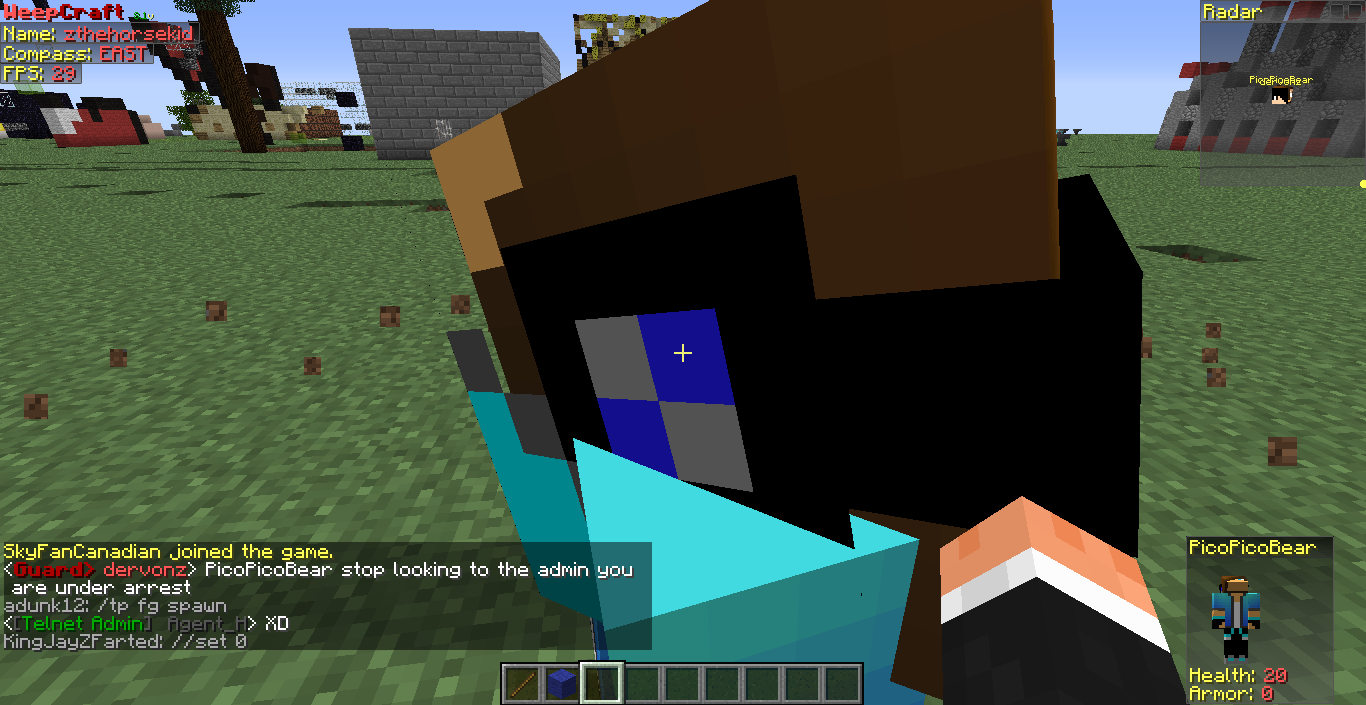 WeepCraft Sly
Name: zthehorsekid
Compass: EAST
FPS: 29
Radar
PicoPicoBear
SkyFanCanadian joined the game.
<Guard> dervonz> PicoPicoBear stop looking to the admin you
are under arrest
adunk12: /tp fg spawn
<[Telnet Admin] Agent_h> XD
KingJayZFarted: //set 0
PicoPicoBear
Health: 20
Armor: 0